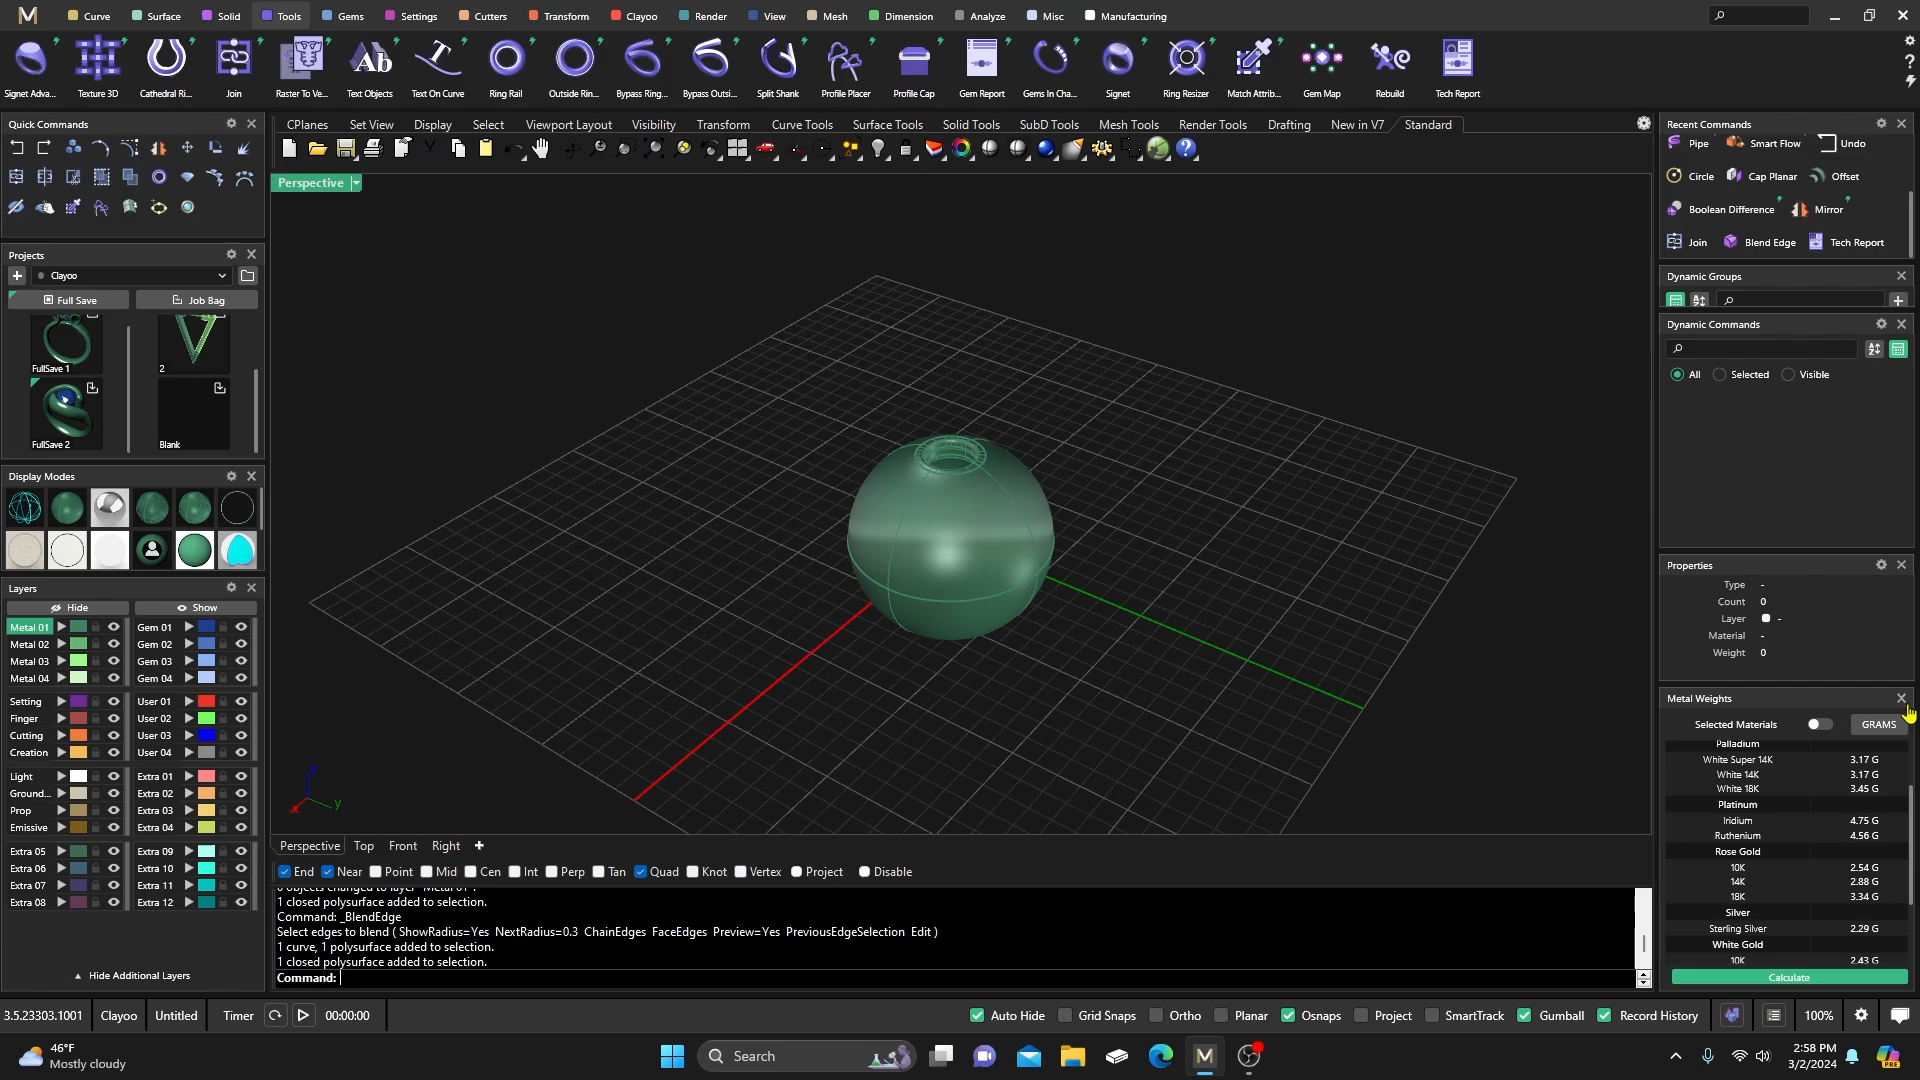 Curve Surface Solid Tools Gems Settings Cutters Transform Clayoo Render View Mesh Dimension Analyze Misc Manufacturing
Signet Adva... Texture 3D Cathedral Ri... Join Raster To Ve... Text Objects Text On Curve Ring Rail Outside Rin... Bypass Ring... Bypass Outsi... Split Shank Profile Placer Profile Cap Gem Report Gems In Cha... Signet Ring Resizer Match Attrib... Gem Map Rebuild Tech Report
Quick Commands
Projects
Clayoo
Full Save Job Bag
FullSave 1 2
FullSave 2 Blank
Display Modes
Layers
Hide Show
Metal 01 Gem 01
Metal 02 Gem 02
Metal 03 Gem 03
Metal 04 Gem 04
Setting User 01
Finger User 02
Cutting User 03
Creation User 04
Light Extra 01
Ground... Extra 02
Prop Extra 03
Emissive Extra 04
Extra 05 Extra 09
Extra 06 Extra 10
Extra 07 Extra 11
Extra 08 Extra 12
Hide Additional Layers
CPlanes Set View Display Select Viewport Layout Visibility Transform Curve Tools Surface Tools Solid Tools SubD Tools Mesh Tools Render Tools Drafting New in V7 Standard
Perspective
z
x y
Perspective Top Front Right
End Near Point Mid Cen Int Perp Tan Quad Knot Vertex Project Disable
0 objects changed to layer "Metal 01".
1 closed polysurface added to selection.
Command: _BlendEdge
Select edges to blend ( ShowRadius=Yes NextRadius=0.3 ChainEdges FaceEdges Preview=Yes PreviousEdgeSelection Edit )
1 curve, 1 polysurface added to selection.
1 closed polysurface added to selection.
Command:
Recent Commands
Pipe Smart Flow Undo
Circle Cap Planar Offset
Boolean Difference Mirror
Join Blend Edge Tech Report
Dynamic Groups
Dynamic Commands
All Selected Visible
Properties
Type -
Count 0
Layer -
Material -
Weight 0
Metal Weights
Selected Materials GRAMS
Palladium
White Super 14K 3.17 G
White 14K 3.17 G
White 18K 3.45 G
Platinum
Iridium 4.75 G
Ruthenium 4.56 G
Rose Gold
10K 2.54 G
14K 2.88 G
18K 3.34 G
Silver
Sterling Silver 2.29 G
White Gold
10K 2.43 G
Calculate
3.5.23303.1001 Clayoo Untitled Timer 00:00:00 Auto Hide Grid Snaps Ortho Planar Osnaps Project SmartTrack Gumball Record History 100%
46°F
Mostly cloudy
Search
2:58 PM
3/2/2024
PRE